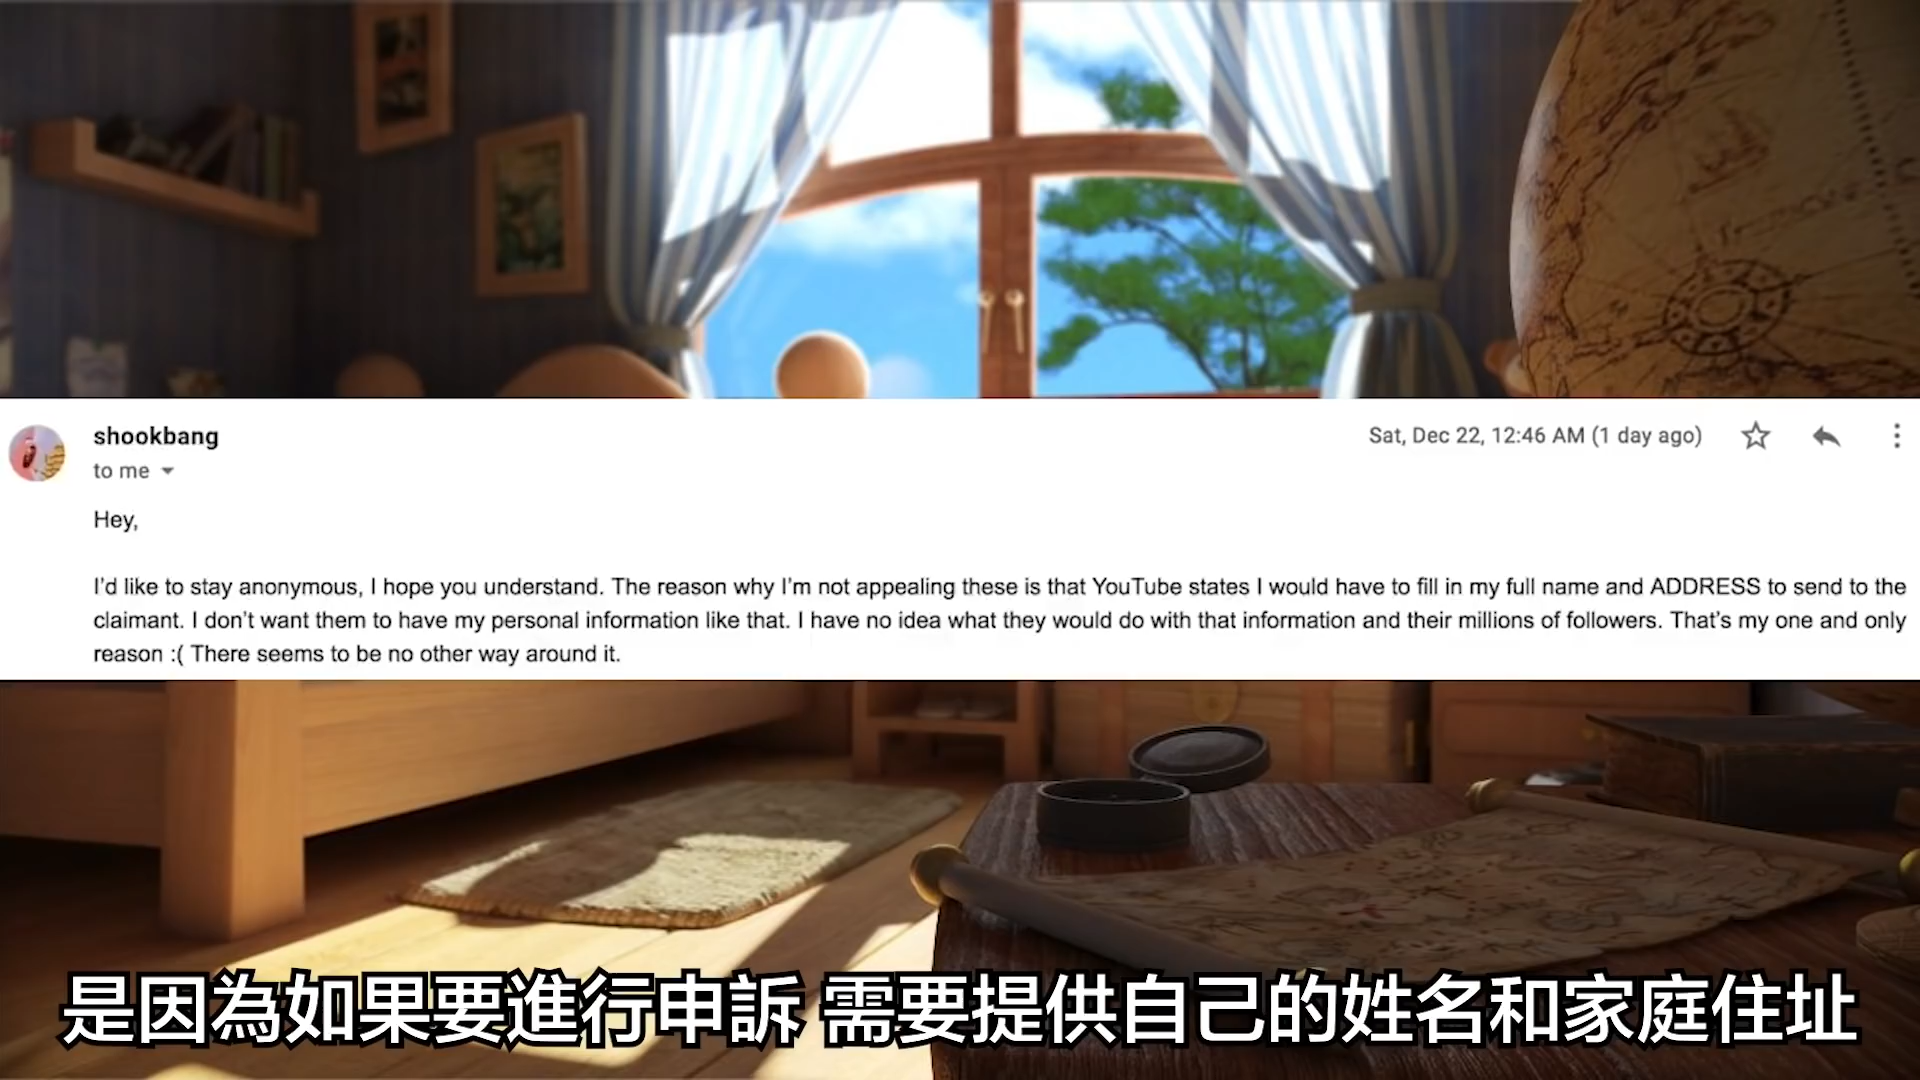 shookbang
Sat, Dec 22, 12:46 AM (1 day ago)
to me
Hey,
I'd like to stay anonymous, I hope you understand. The reason why I'm not appealing these is that YouTube states I would have to fill in my full name and ADDRESS to send to the
claimant. I don't want them to have my personal information like that. I have no idea what they would do with that information and their millions of followers. That's my one and only
reason :( There seems to be no other way around it.
是因為如果要進行申訴 需要提供自己的姓名和家庭住址